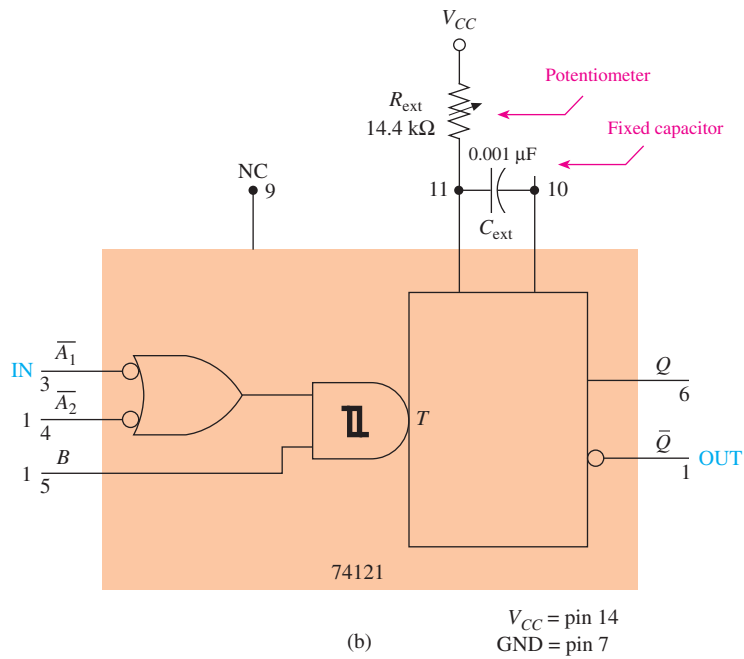 V_CC
Potentiometer
R_ext
14.4 kΩ
Fixed capacitor
0.001 μF
NC
9
11
10
C_ext
IN
3
A̅₁
1
4
A̅₂
1
5
B
T
Q
6
Q̅
1
OUT
74121
V_CC = pin 14
GND = pin 7
(b)